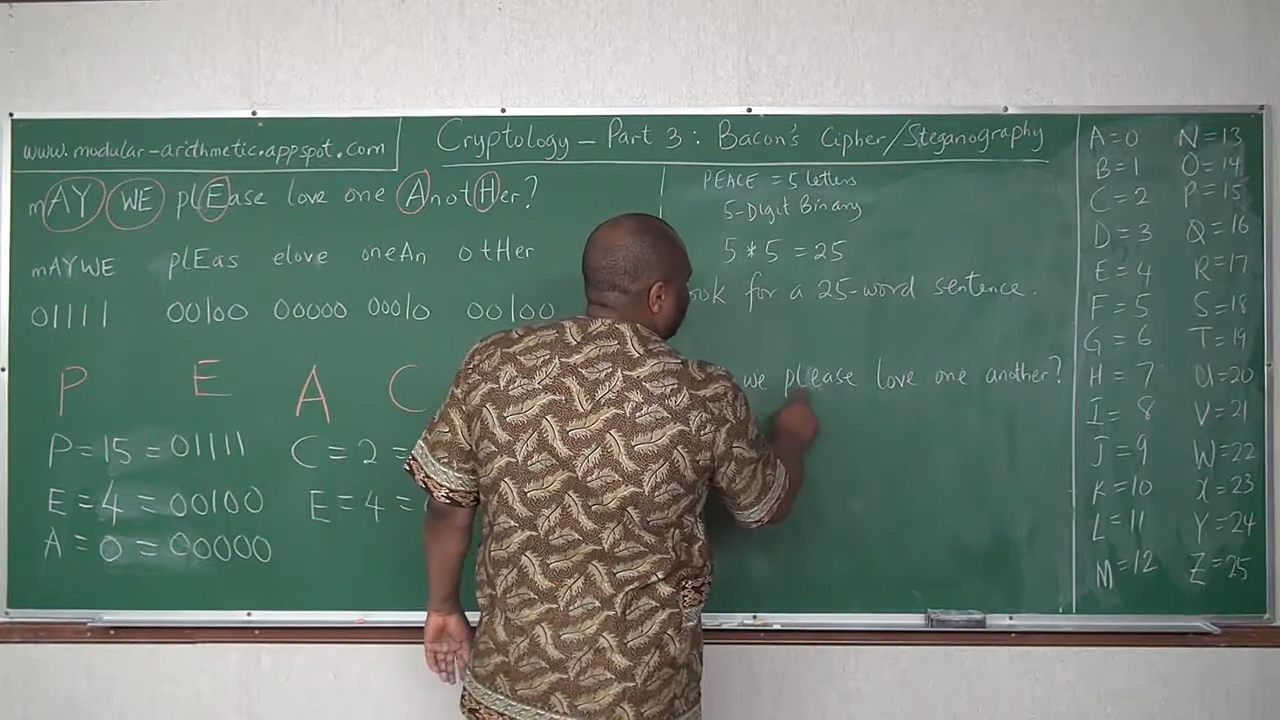 www.modular-arithmetic.appspot.com
Cryptology - Part 3 : Bacon's Cipher/Steganography
mAY WE plEase love one AnotHer?
mAYWE plEas elove oneAn otHer
01111 00100 00000 00010 00100
P E A C
P = 15 = 01111
E = 4 = 00100
A = 0 = 00000
C = 2 =
E = 4 =
PEACE = 5 letters
5-Digit Binary
5 * 5 = 25
for a 25-word sentence.
we please love one another?
A=0 N=13
B=1 O=14
C=2 P=15
D=3 Q=16
E=4 R=17
F=5 S=18
G=6 T=19
H=7 U=20
I=8 V=21
J=9 W=22
K=10 X=23
L=11 Y=24
M=12 Z=25